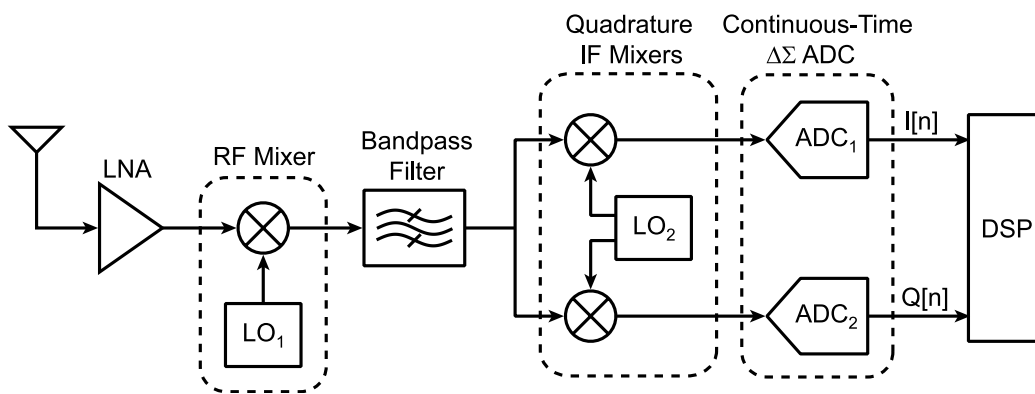 Quadrature
IF Mixers
Continuous-Time
ΔΣ ADC
LNA
RF Mixer
Bandpass
Filter
ADC₁
I[n]
LO₂
DSP
LO₁
ADC₂
Q[n]